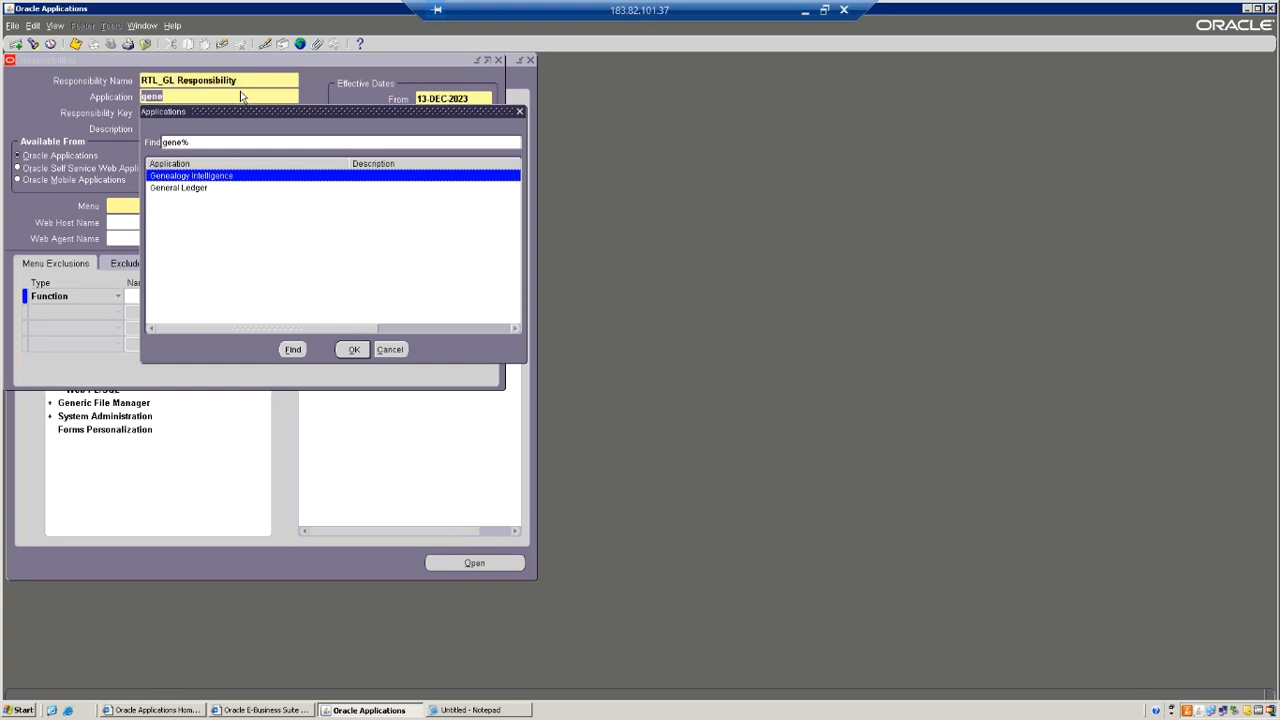 Oracle Applications
183.82.101.37
File Edit View Folder Tools Window Help
ORACLE
Responsibilities
Responsibility Name RTL_GL Responsibility
Effective Dates
Application gene
From 13-DEC-2023
Responsibility Key
Applications
Description
Find gene%
Available From
Oracle Applications
Oracle Self Service Web Appli
Oracle Mobile Applications
Application Description
Genealogy Intelligence
General Ledger
Menu
Web Host Name
Web Agent Name
Menu Exclusions Exclude
Type Na
Function
Find OK Cancel
Generic File Manager
System Administration
Forms Personalization
Open
Start Oracle Applications Hom... Oracle E-Business Suite ... Oracle Applications Untitled - Notepad